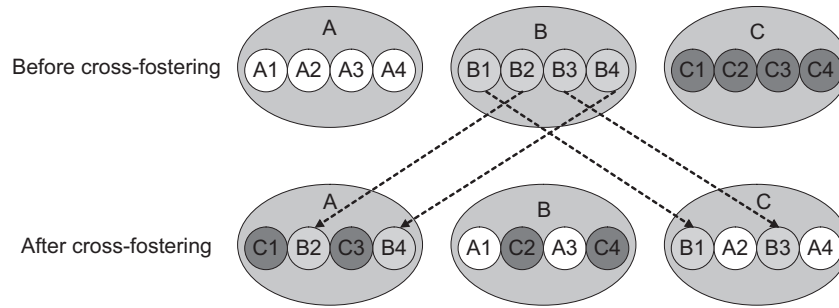 A B C
Before cross-fostering A1 A2 A3 A4 B1 B2 B3 B4 C1 C2 C3 C4
A B C
After cross-fostering C1 B2 C3 B4 A1 C2 A3 C4 B1 A2 B3 A4